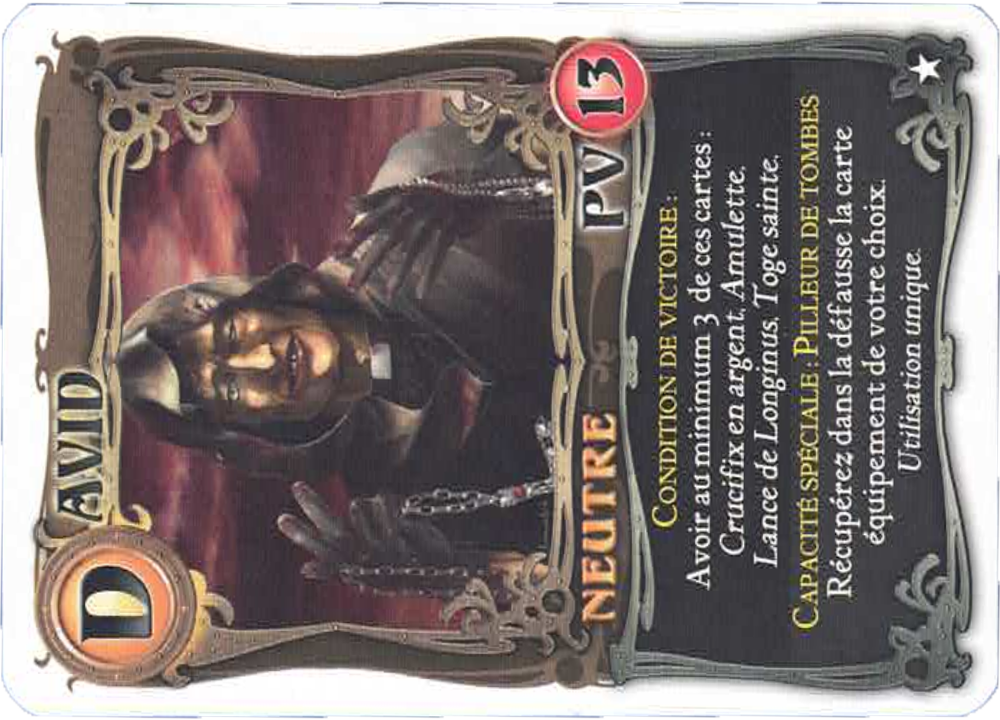 DAVID
NEUTRE PV 13
CONDITION DE VICTOIRE :
Avoir au minimum 3 de ces cartes :
Crucifix en argent, Amulette,
Lance de Longinus, Toge sainte.
CAPACITÉ SPÉCIALE : PILLEUR DE TOMBES
Récupérez dans la défausse la carte
équipement de votre choix.
Utilisation unique.